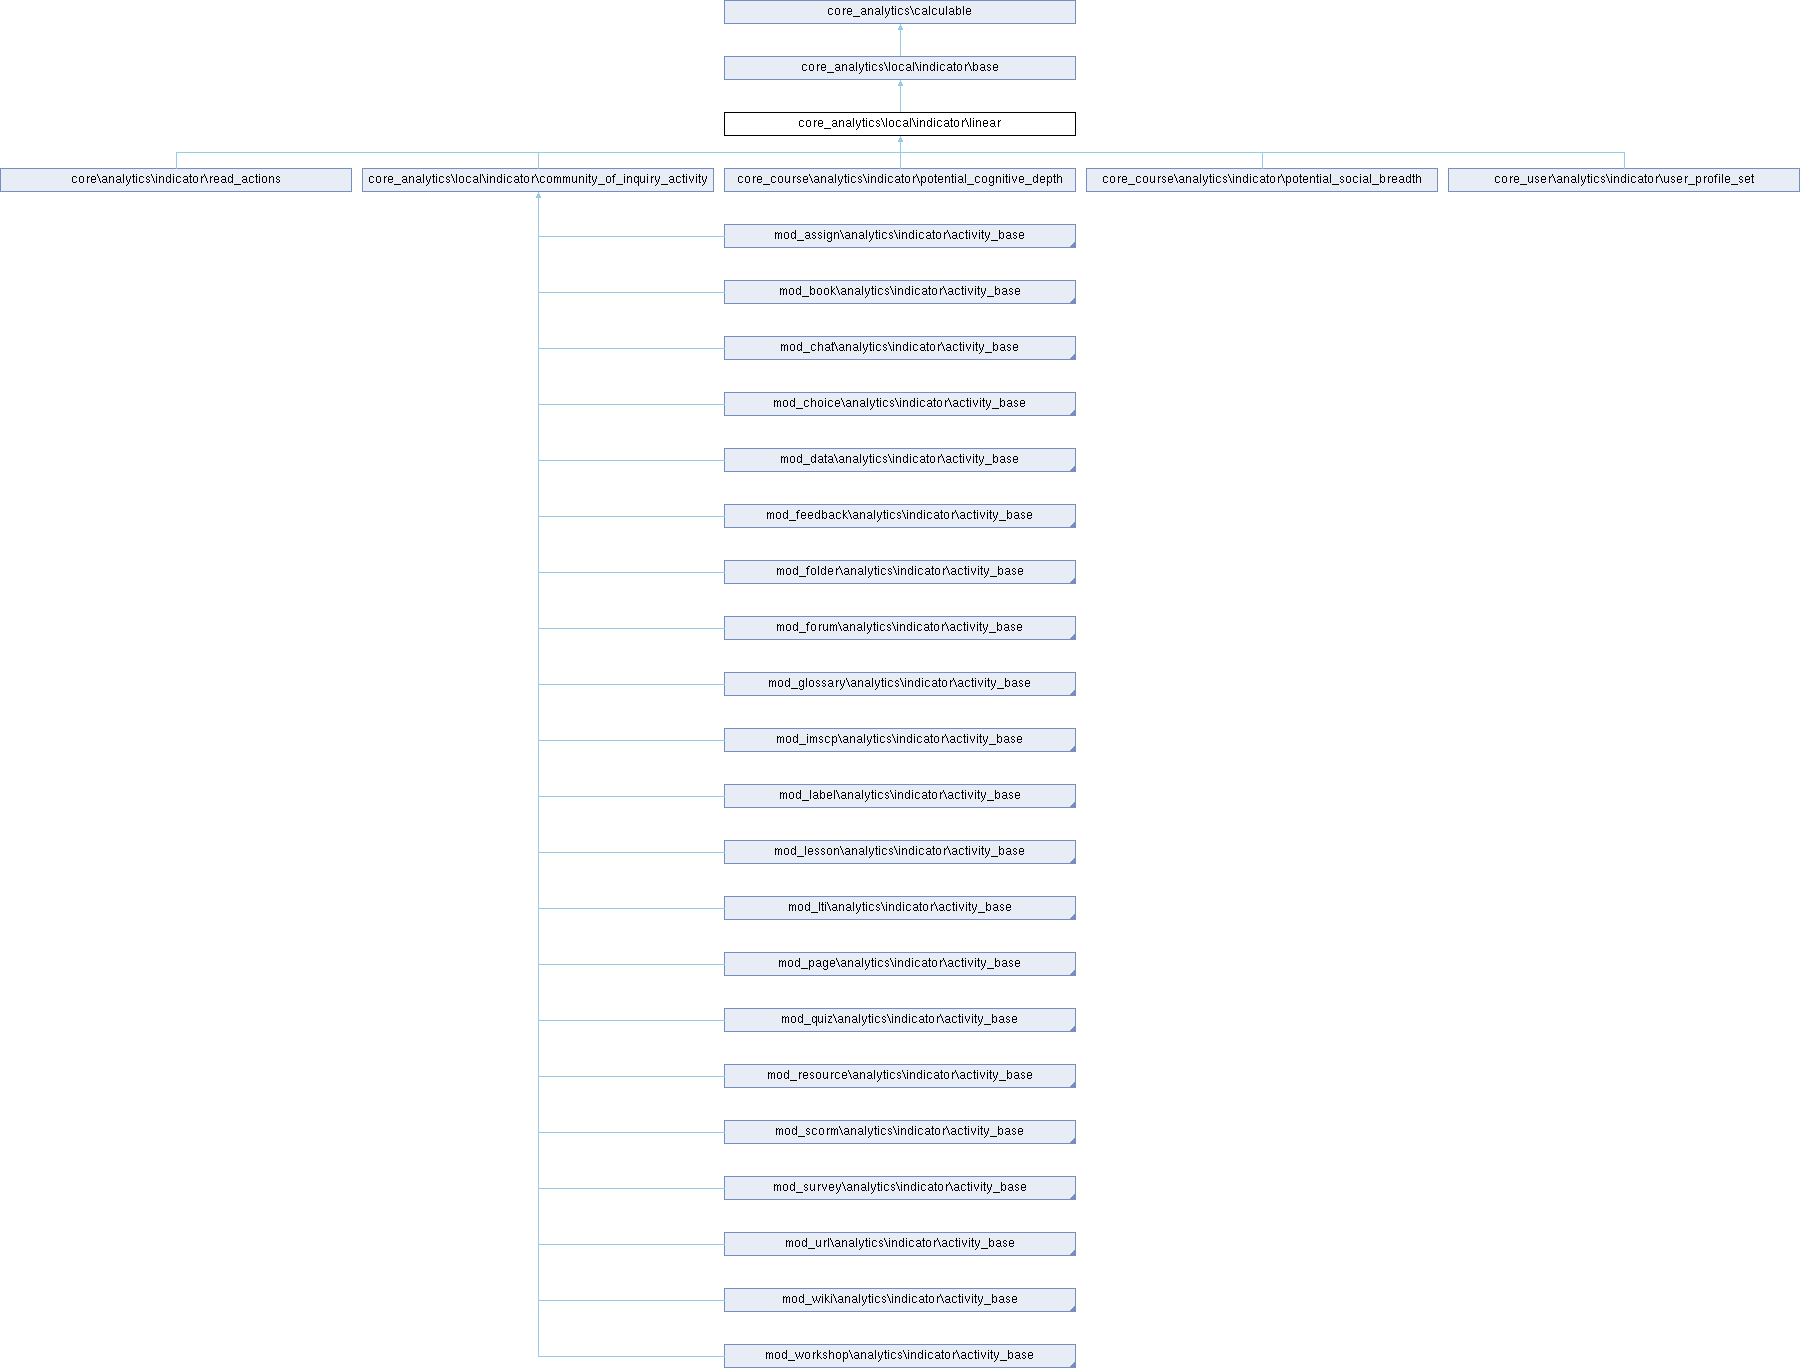 core_analytics\calculable
core_analytics\local\indicator\base
core_analytics\local\indicator\linear
core\analytics\indicator\read_actions
core_analytics\local\indicator\community_of_inquiry_activity
core_course\analytics\indicator\potential_cognitive_depth
core_course\analytics\indicator\potential_social_breadth
core_user\analytics\indicator\user_profile_set
mod_assign\analytics\indicator\activity_base
mod_book\analytics\indicator\activity_base
mod_chat\analytics\indicator\activity_base
mod_choice\analytics\indicator\activity_base
mod_data\analytics\indicator\activity_base
mod_feedback\analytics\indicator\activity_base
mod_folder\analytics\indicator\activity_base
mod_forum\analytics\indicator\activity_base
mod_glossary\analytics\indicator\activity_base
mod_imscp\analytics\indicator\activity_base
mod_label\analytics\indicator\activity_base
mod_lesson\analytics\indicator\activity_base
mod_lti\analytics\indicator\activity_base
mod_page\analytics\indicator\activity_base
mod_quiz\analytics\indicator\activity_base
mod_resource\analytics\indicator\activity_base
mod_scorm\analytics\indicator\activity_base
mod_survey\analytics\indicator\activity_base
mod_url\analytics\indicator\activity_base
mod_wiki\analytics\indicator\activity_base
mod_workshop\analytics\indicator\activity_base